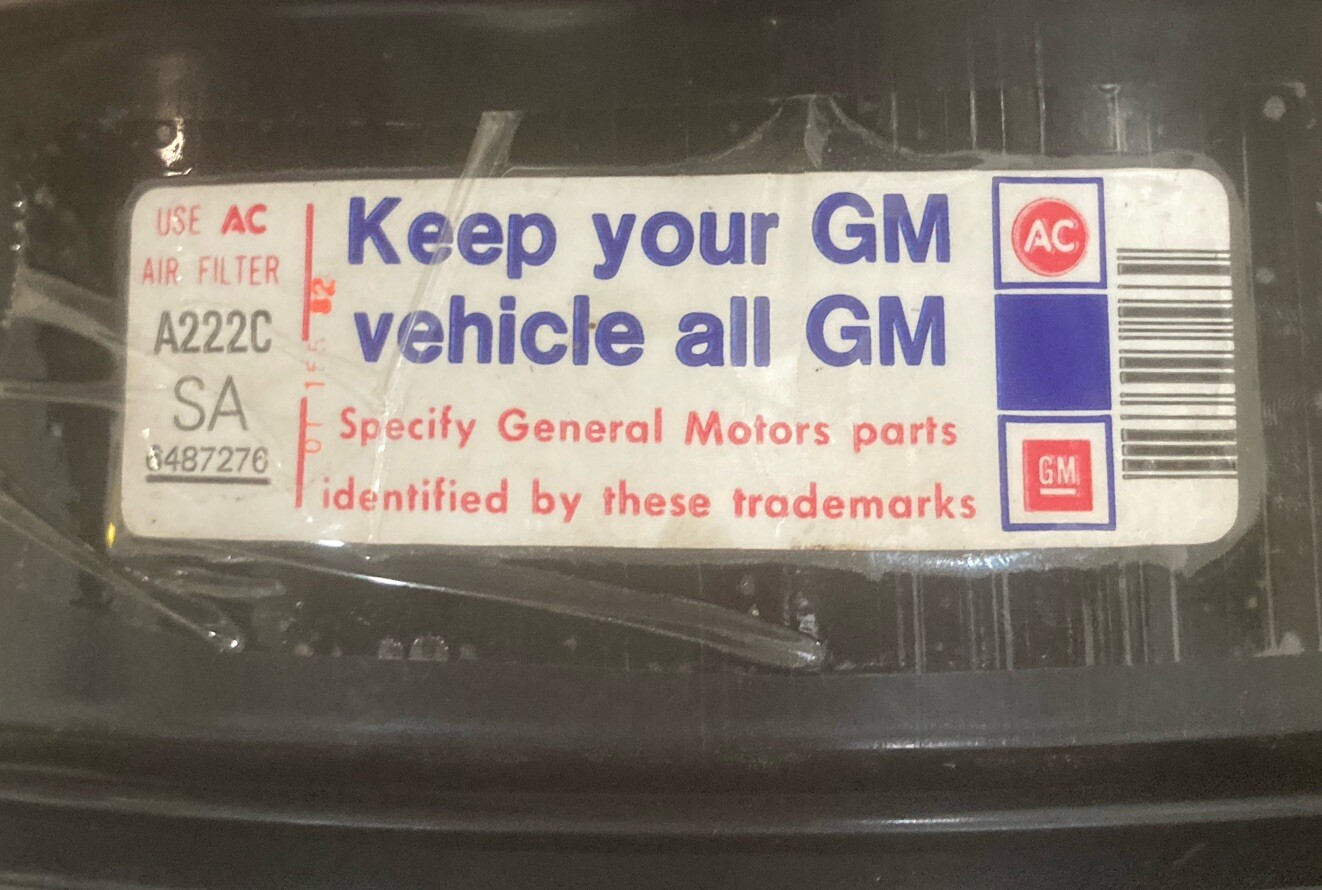 USE AC
AIR FILTER
A222C
SA
6487276
Keep your GM
vehicle all GM
Specify General Motors parts
identified by these trademarks
AC
GM